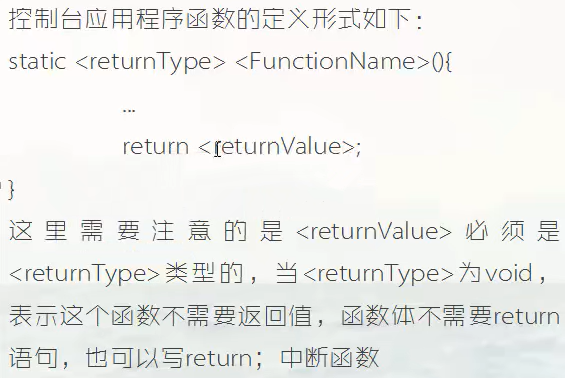 控制台应用程序函数的定义形式如下：
static <returnType> <FunctionName>(){
...
return <returnValue>;
}
这里需要注意的是<returnValue>必须是
<returnType>类型的，当<returnType>为void，
表示这个函数不需要返回值，函数体不需要return
语句，也可以写return；中断函数